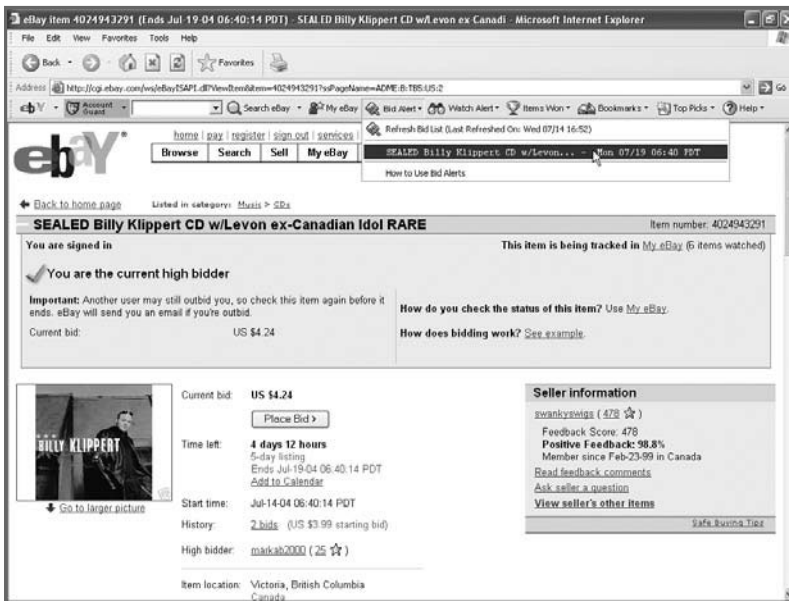 eBay item 4024943291 (Ends Jul-19-04 06:40:14 PDT) - SEALED Billy Klippert CD w/Levon ex-Canadi - Microsoft Internet Explorer
File Edit View Favorites Tools Help
Back Favorites
Address http://cgi.ebay.com/ws/eBayISAPI.dll?ViewItem&item=4024943291?ssPageName=ADME:B:TBS:US:2 Go
ebY Account Guard Search eBay My eBay Bid Alert Watch Alert Items Won Bookmarks Top Picks Help
Refresh Bid List (Last Refreshed On: Wed 07/14 16:52)
SEALED Billy Klippert CD w/Levon... - Mon 07/19 06:40 PDT
How to Use Bid Alerts
ebY
home | pay | register | sign out | services |
Browse Search Sell My eBay
Back to home page Listed in category: Music > CDs
SEALED Billy Klippert CD w/Levon ex-Canadian Idol RARE Item number: 4024943291
You are signed in This item is being tracked in My eBay (6 items watched)
You are the current high bidder
Important: Another user may still outbid you, so check this item again before it
ends. eBay will send you an email if you're outbid.
Current bid: US $4.24
How do you check the status of this item? Use My eBay.
How does bidding work? See example.
BILLY KLIPPERT
Go to larger picture
Current bid: US $4.24
Place Bid >
Time left: 4 days 12 hours
5-day listing
Ends Jul-19-04 06:40:14 PDT
Add to Calendar
Start time: Jul-14-04 06:40:14 PDT
History: 2 bids (US $3.99 starting bid)
High bidder: markab2000 ( 25 )
Item location: Victoria, British Columbia
Canada
Seller information
swankyswigs ( 478 )
Feedback Score: 478
Positive Feedback: 98.8%
Member since Feb-23-99 in Canada
Read feedback comments
Ask seller a question
View seller's other items
Safe Buying Tips